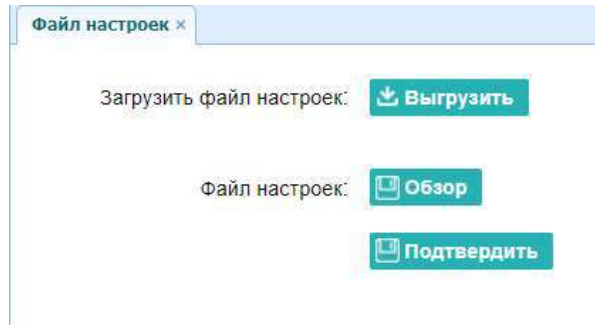 Файл настроек ×
Загрузить файл настроек: Выгрузить
Файл настроек: Обзор
Подтвердить